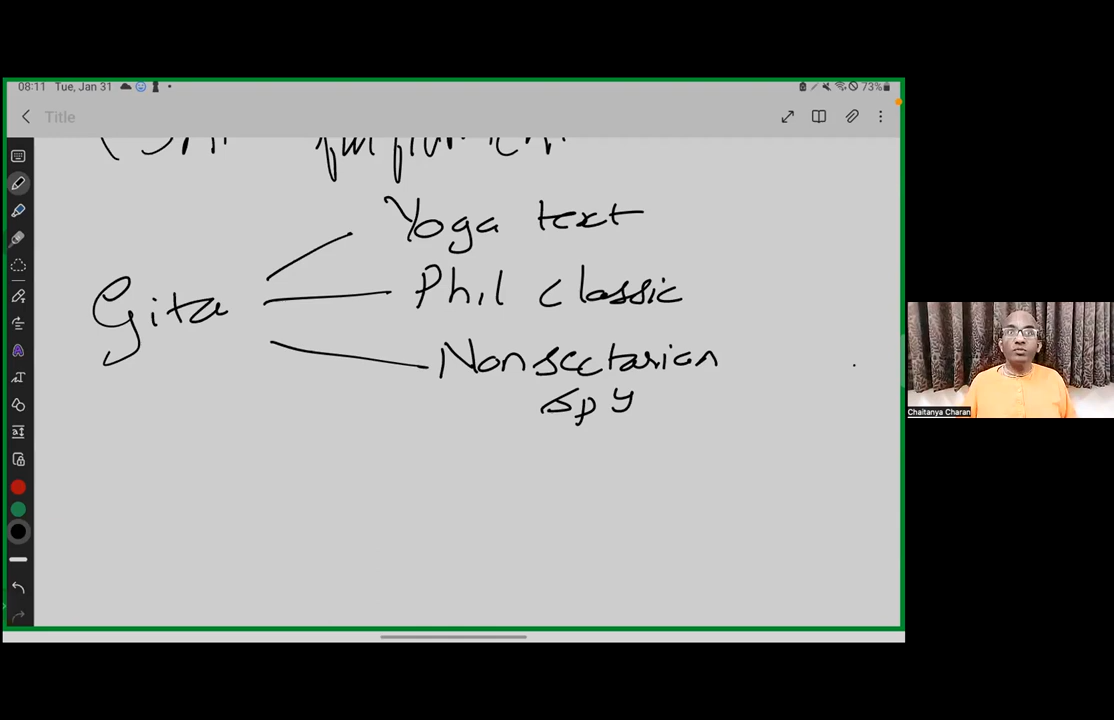 08:11 Tue, Jan 31
73%
Title
Yoga text
Gita
Phil classic
Nonsectarian
Spy
Chaitanya Charan